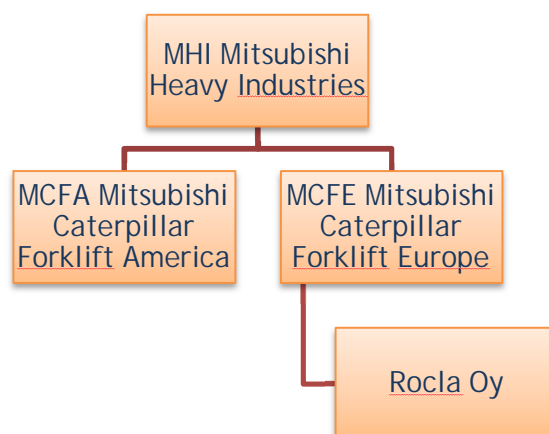 MHI Mitsubishi
Heavy Industries
MCFA Mitsubishi
Caterpillar
Forklift America
MCFE Mitsubishi
Caterpillar
Forklift Europe
Rocla Oy